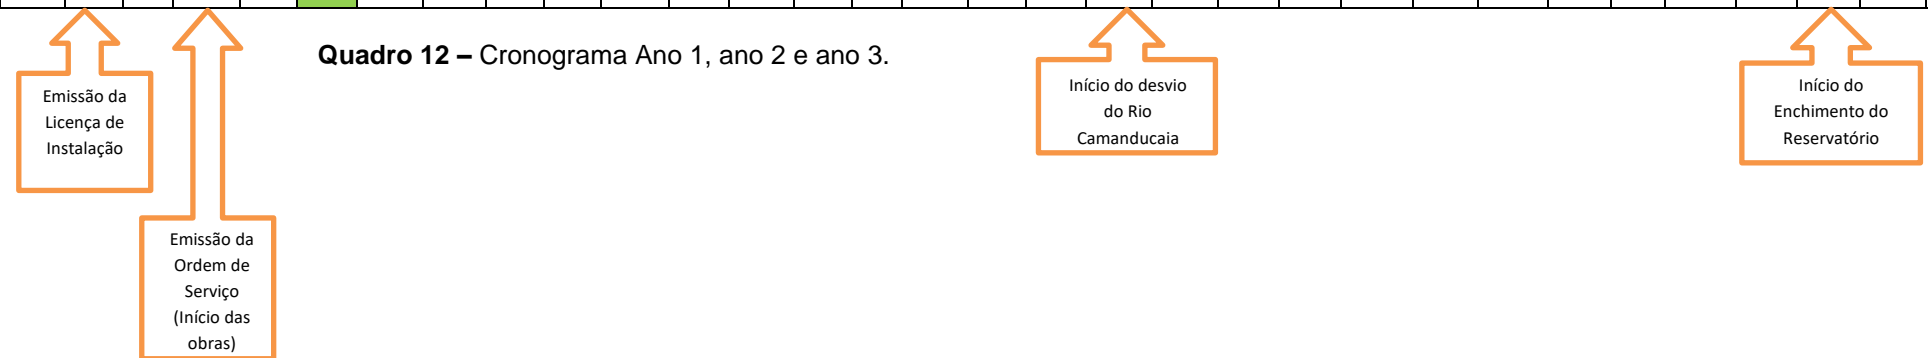 Quadro 12 – Cronograma Ano 1, ano 2 e ano 3.
Emissão da
Licença de
Instalação
Emissão da
Ordem de
Serviço
(Início das
obras)
Início do desvio
do Rio
Camanducaia
Início do
Enchimento do
Reservatório